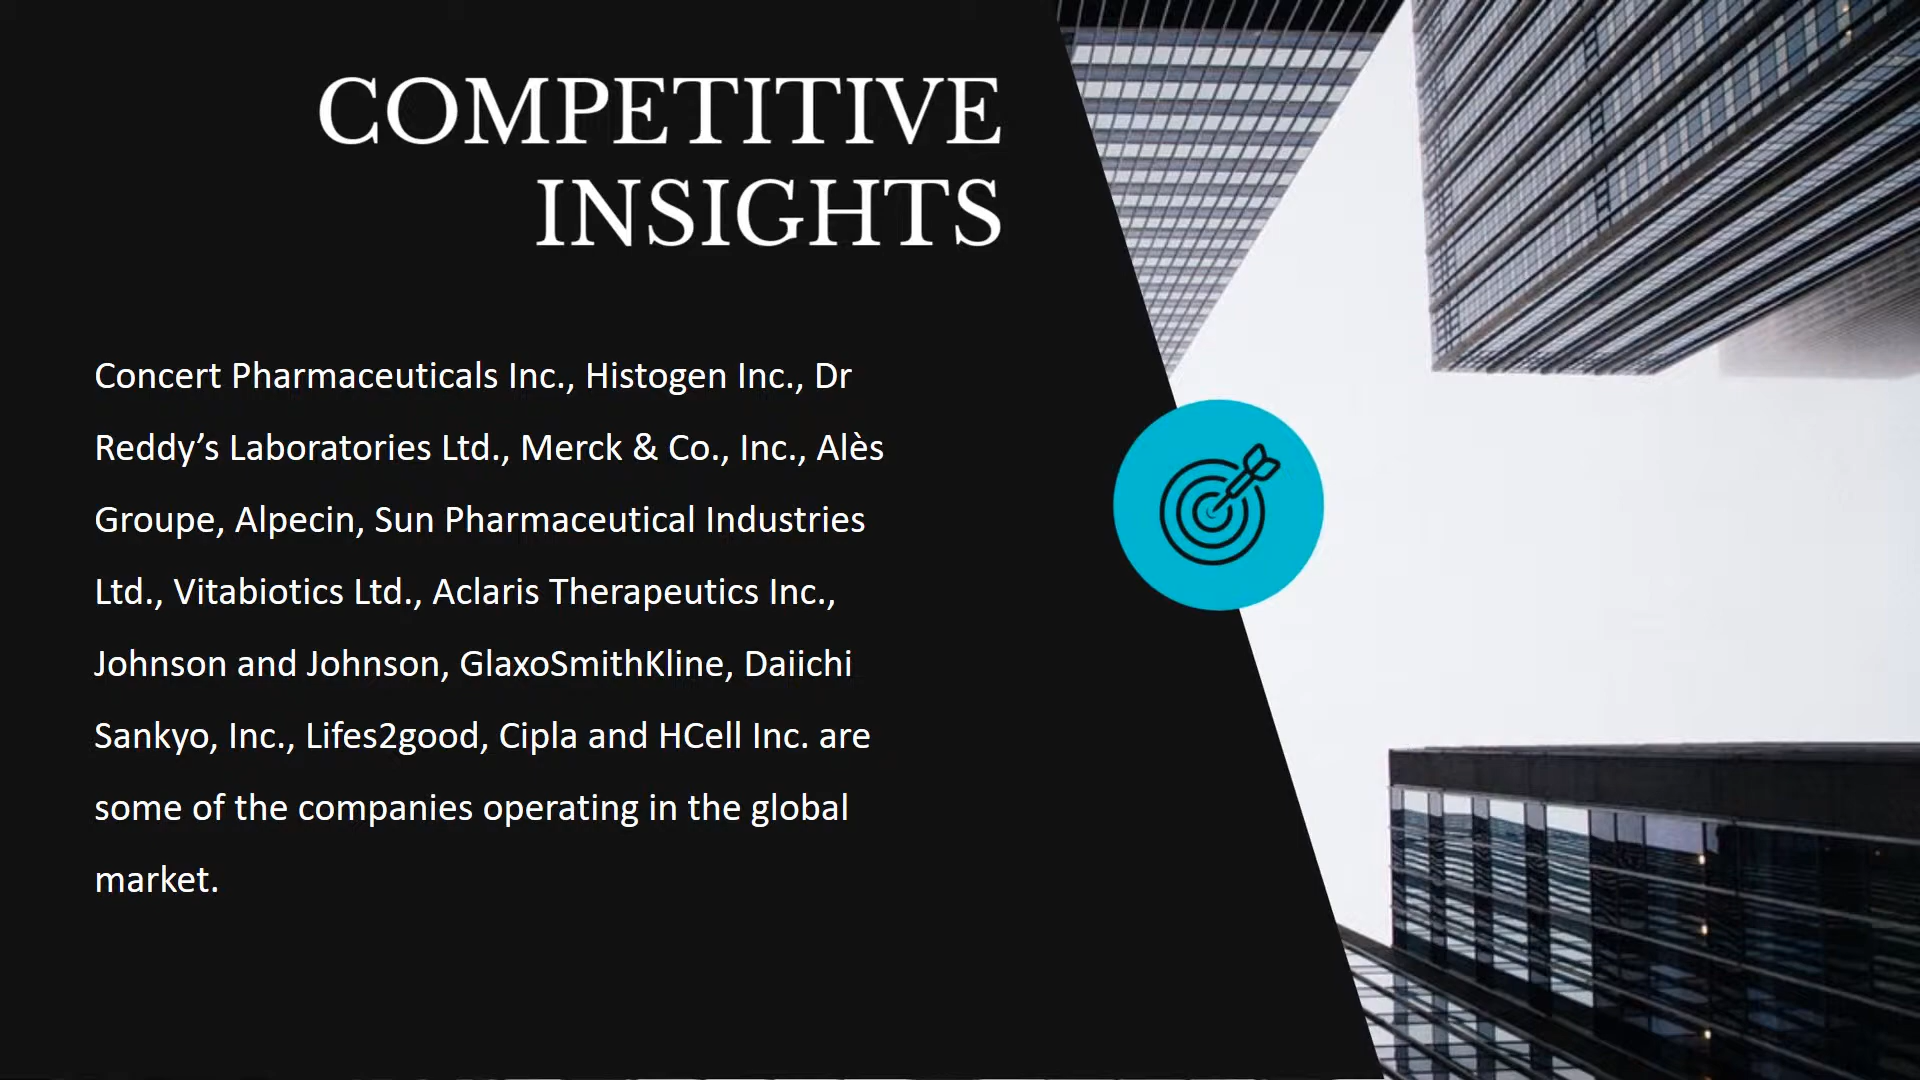 COMPETITIVE
INSIGHTS
Concert Pharmaceuticals Inc., Histogen Inc., Dr
Reddy’s Laboratories Ltd., Merck & Co., Inc., Alès
Groupe, Alpecin, Sun Pharmaceutical Industries
Ltd., Vitabiotics Ltd., Aclaris Therapeutics Inc.,
Johnson and Johnson, GlaxoSmithKline, Daiichi
Sankyo, Inc., Lifes2good, Cipla and HCell Inc. are
some of the companies operating in the global
market.